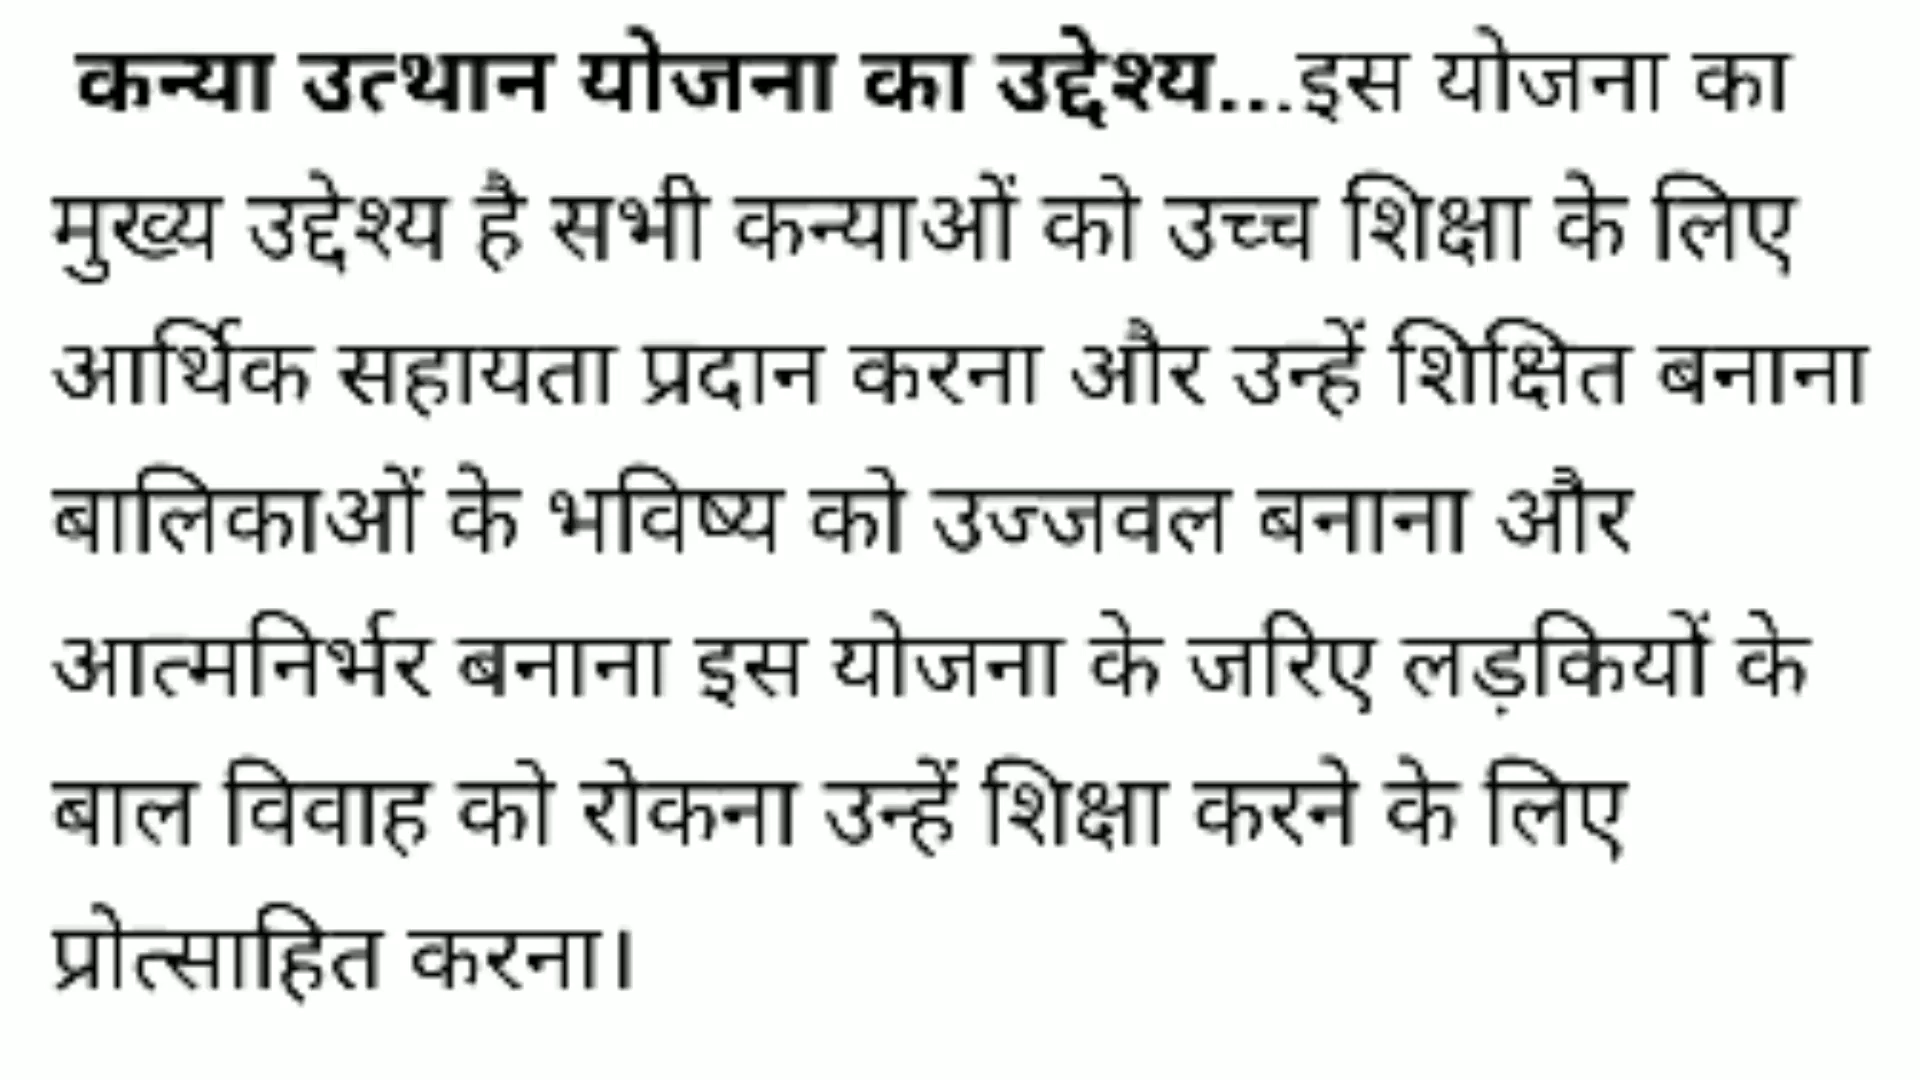 कन्या उत्थान योजना का उद्देश्य...इस योजना का
मुख्य उद्देश्य है सभी कन्याओं को उच्च शिक्षा के लिए
आर्थिक सहायता प्रदान करना और उन्हें शिक्षित बनाना
बालिकाओं के भविष्य को उज्जवल बनाना और
आत्मनिर्भर बनाना इस योजना के जरिए लड़कियों के
बाल विवाह को रोकना उन्हें शिक्षा करने के लिए
प्रोत्साहित करना।